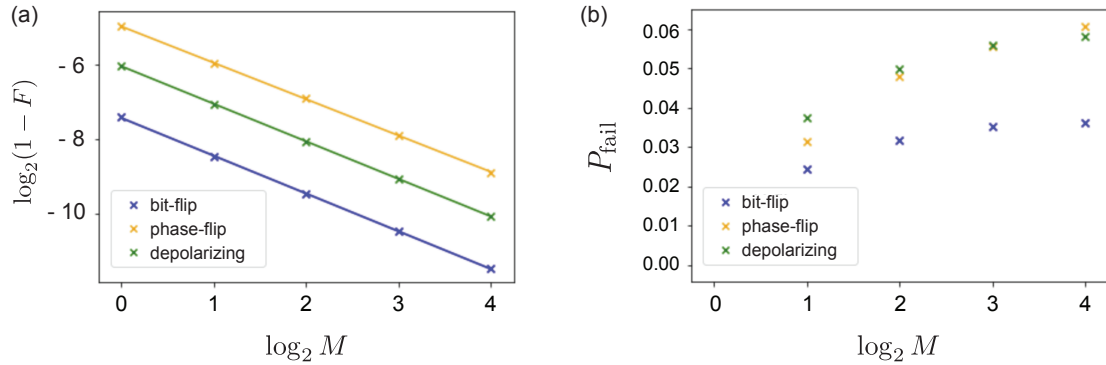 (a)
log₂(1 − F)
- 6
- 8
- 10
bit-flip
phase-flip
depolarizing
0 1 2 3 4
log₂ M
(b)
P_fail
0.06
0.05
0.04
0.03
0.02
0.01
0.00
bit-flip
phase-flip
depolarizing
0 1 2 3 4
log₂ M